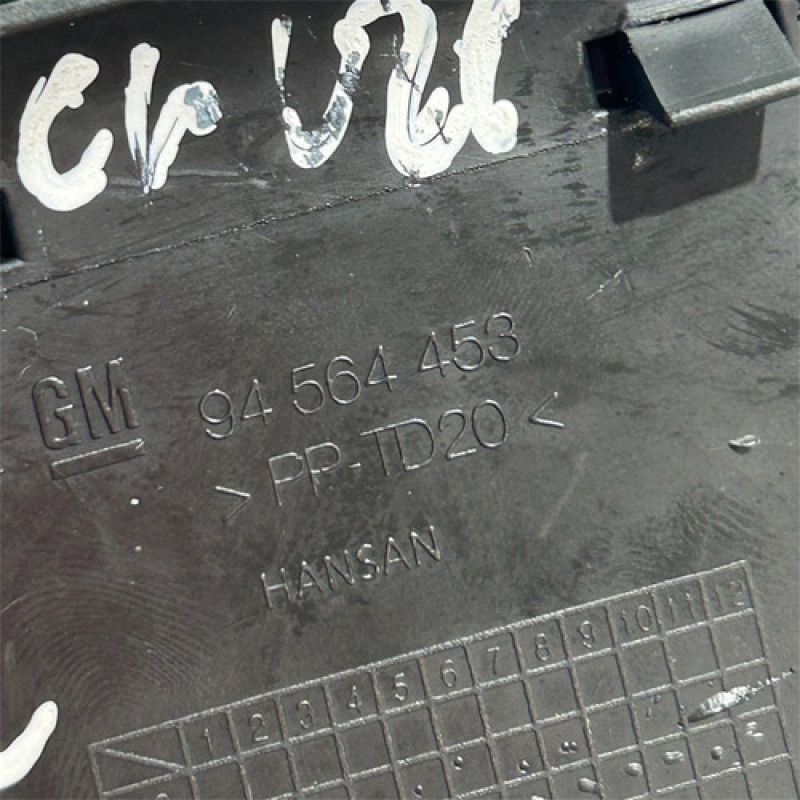 GM 94 564 453
>PP-TD20<
HANSAN
1 2 3 4 5 6 7 8 9 10 11 12